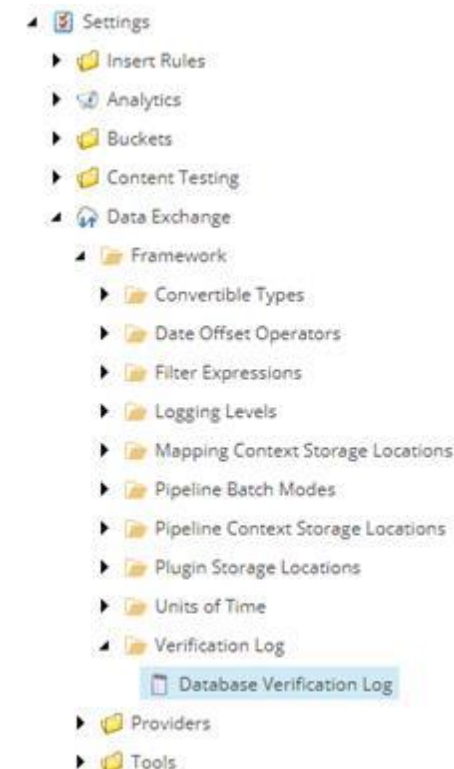 Settings
Insert Rules
Analytics
Buckets
Content Testing
Data Exchange
Framework
Convertible Types
Date Offset Operators
Filter Expressions
Logging Levels
Mapping Context Storage Locations
Pipeline Batch Modes
Pipeline Context Storage Locations
Plugin Storage Locations
Units of Time
Verification Log
Database Verification Log
Providers
Tools